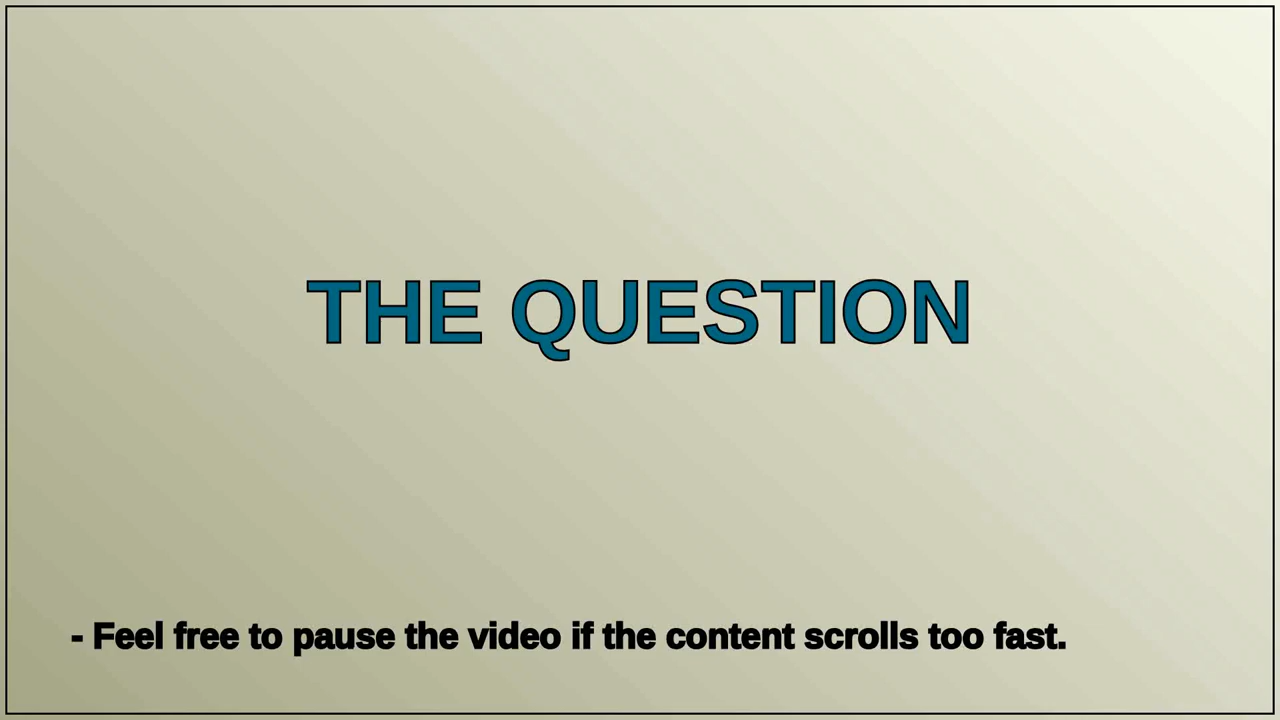 THE QUESTION
- Feel free to pause the video if the content scrolls too fast.